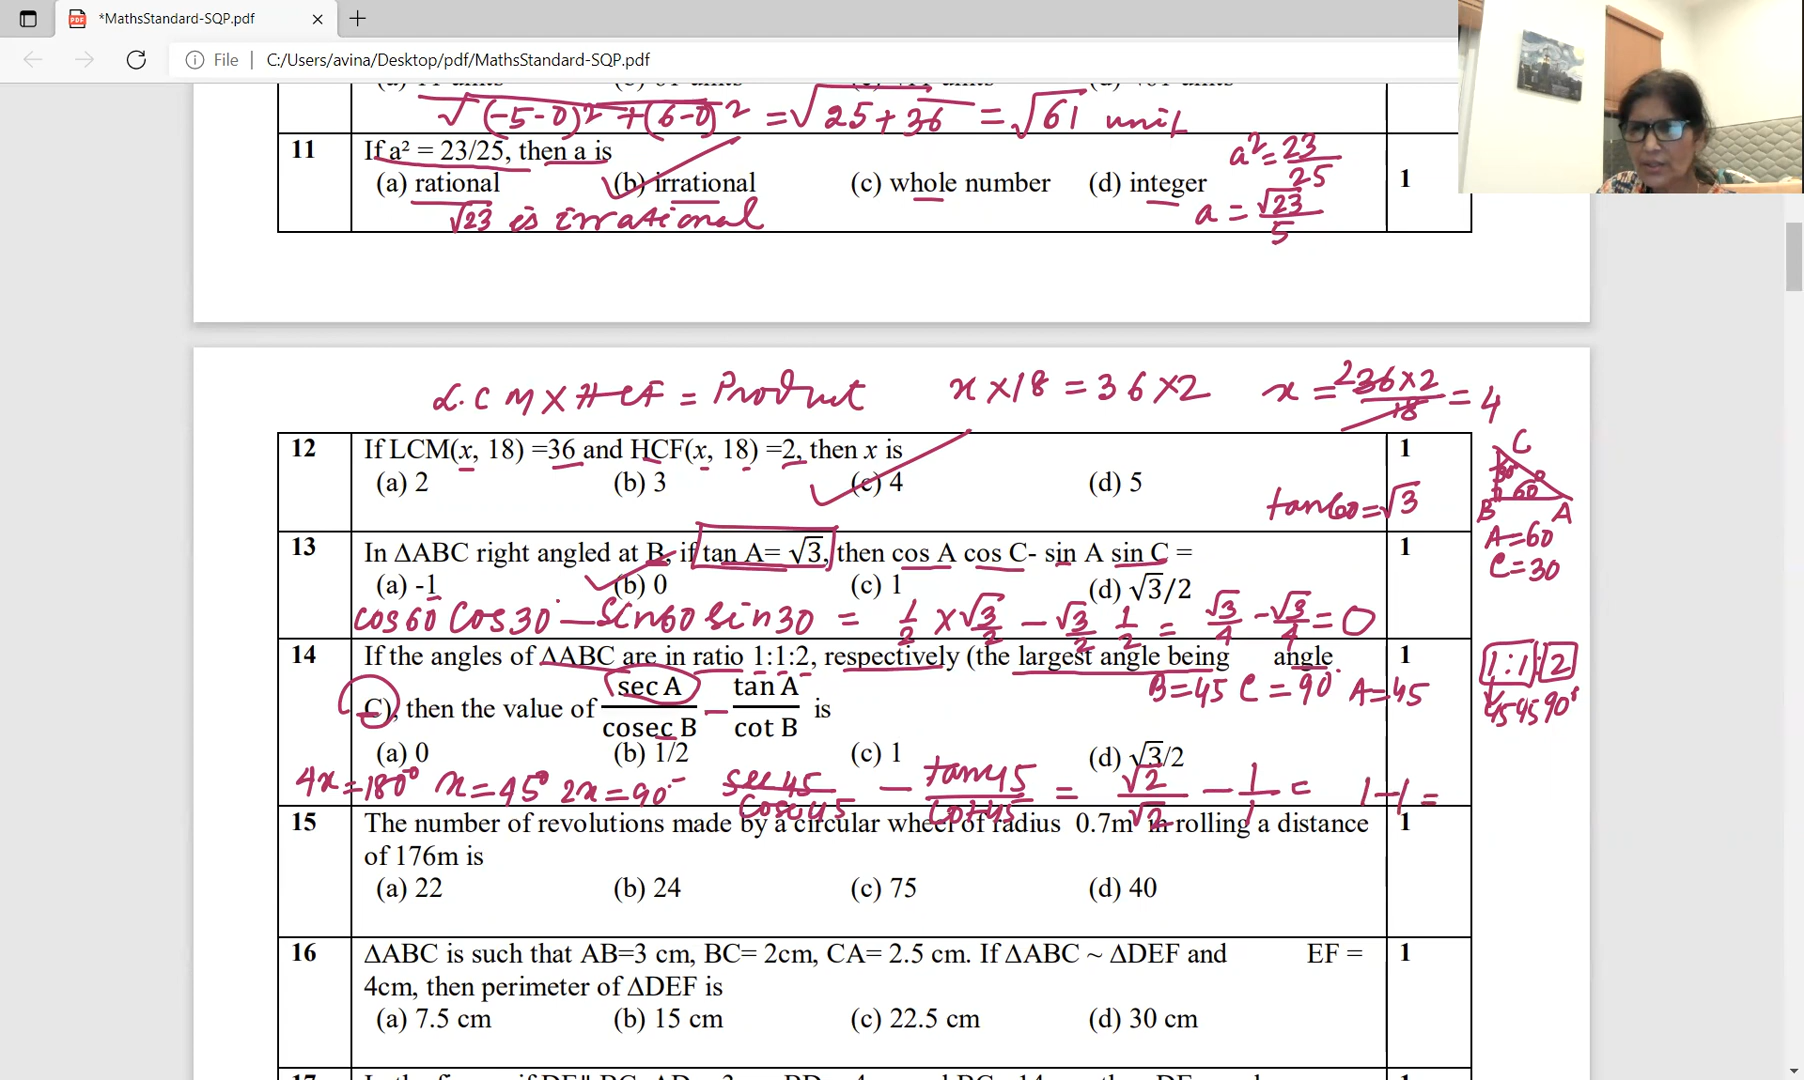 *MathsStandard-SQP.pdf
File C:/Users/avina/Desktop/pdf/MathsStandard-SQP.pdf
√(-5-0)² +(6-0)² = √25+36 = √61 unit
11 If a² = 23/25, then a is 1
(a) rational (b) irrational (c) whole number (d) integer
a² = 23/25
√23 is irrational a = √23/5
L.C M X HCF = Product x X18 = 36 X2 x = 236×2/18 = 4
12 If LCM(x, 18) =36 and HCF(x, 18) =2, then x is 1
(a) 2 (b) 3 (c) 4 (d) 5
C
60
B A
tan60=√3
A=60
C=30
13 In ΔABC right angled at B, if tan A= √3, then cos A cos C- sin A sin C = 1
(a) -1 (b) 0 (c) 1 (d) √3/2
cos60 Cos30 - Sin60 sin30 = 1/2 × √3/2 - √3/2 1/2 = √3/4 - √3/4 = 0
14 If the angles of ΔABC are in ratio 1:1:2, respectively (the largest angle being angle 1
1:1:2
B=45 C=90° A=45
45 45 90°
C), then the value of sec A/cosec B - tan A/cot B is
(a) 0 (b) 1/2 (c) 1 (d) √3/2
4x=180° x=45° 2x=90° sec45/Cosec45 - tan45/Cot45 = √2/√2 - 1/1 = 1-1 =
15 The number of revolutions made by a circular wheel of radius 0.7m in rolling a distance 1
of 176m is
(a) 22 (b) 24 (c) 75 (d) 40
16 ΔABC is such that AB=3 cm, BC= 2cm, CA= 2.5 cm. If ΔABC ~ ΔDEF and EF = 1
4cm, then perimeter of ΔDEF is
(a) 7.5 cm (b) 15 cm (c) 22.5 cm (d) 30 cm